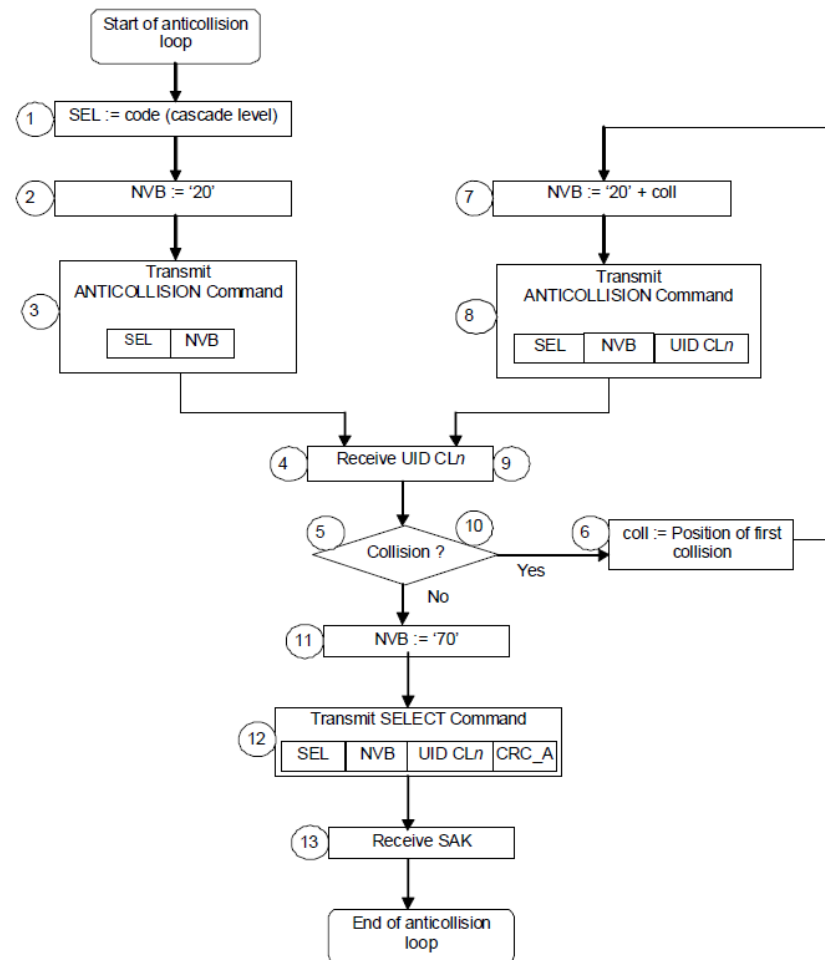 Start of anticollision
loop
1
SEL := code (cascade level)
2
NVB := ‘20’
7
NVB := ‘20’ + coll
3
Transmit
ANTICOLLISION Command
SEL NVB
8
Transmit
ANTICOLLISION Command
SEL NVB UID CLn
4
Receive UID CLn
9
5
Collision ?
10
6
coll := Position of first
collision
Yes
No
11
NVB := ‘70’
12
Transmit SELECT Command
SEL NVB UID CLn CRC_A
13
Receive SAK
End of anticollision
loop